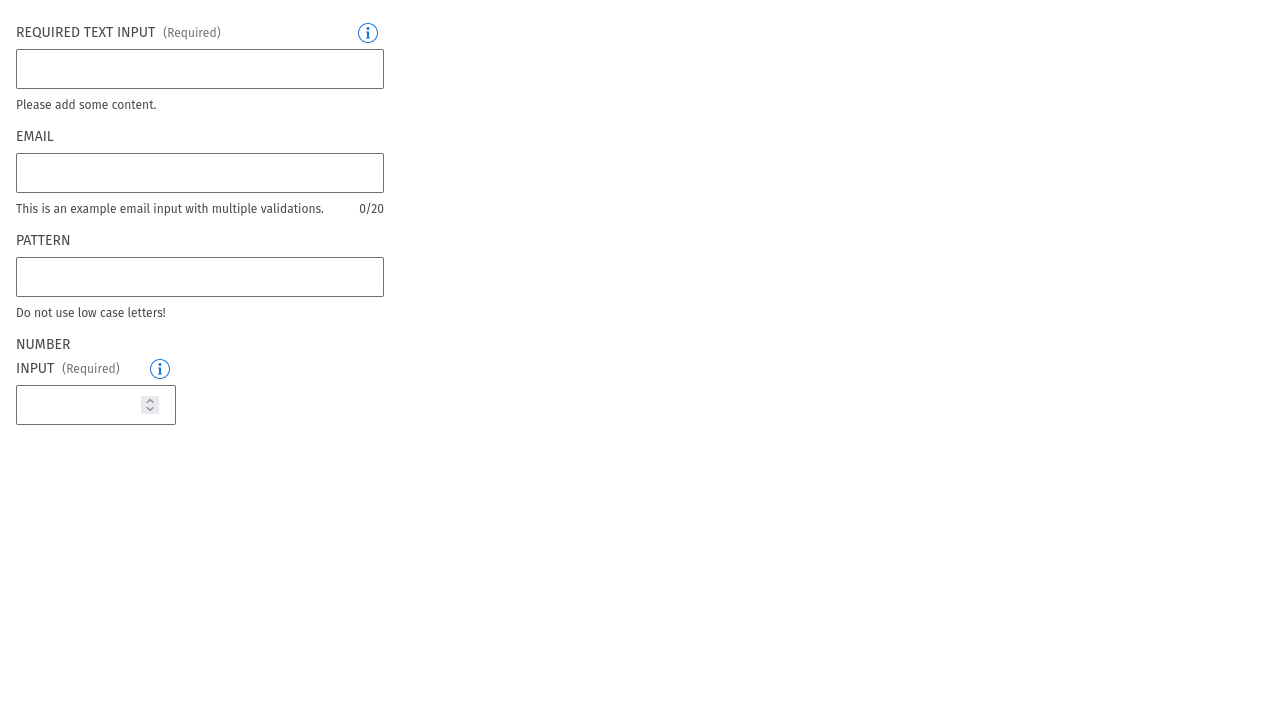 REQUIRED TEXT INPUT (Required)
Please add some content.
EMAIL
This is an example email input with multiple validations. 0/20
PATTERN
Do not use low case letters!
NUMBER
INPUT (Required)